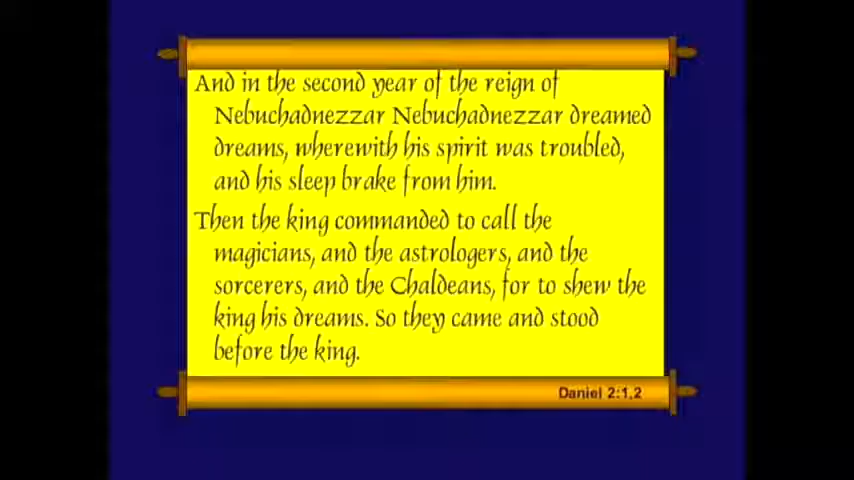 And in the second year of the reign of
Nebuchadnezzar Nebuchadnezzar dreamed
dreams, wherewith his spirit was troubled,
and his sleep brake from him.
Then the king commanded to call the
magicians, and the astrologers, and the
sorcerers, and the Chaldeans, for to shew the
king his dreams. So they came and stood
before the king.
Daniel 2:1,2